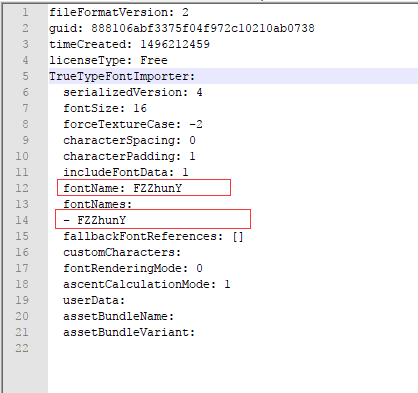 1 fileFormatVersion: 2
2 guid: 888106abf3375f04f972c10210ab0738
3 timeCreated: 1496212459
4 licenseType: Free
5 TrueTypeFontImporter:
6 serializedVersion: 4
7 fontSize: 16
8 forceTextureCase: -2
9 characterSpacing: 0
10 characterPadding: 1
11 includeFontData: 1
12 fontName: FZZhunY
13 fontNames:
14 - FZZhunY
15 fallbackFontReferences: []
16 customCharacters:
17 fontRenderingMode: 0
18 ascentCalculationMode: 1
19 userData:
20 assetBundleName:
21 assetBundleVariant:
22